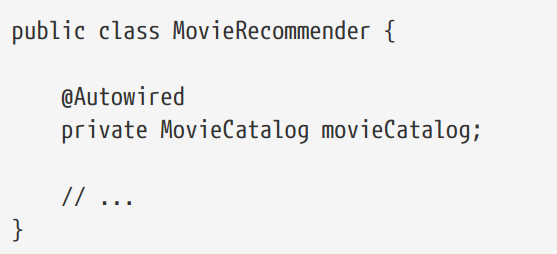 public class MovieRecommender {
    @Autowired
    private MovieCatalog movieCatalog;
    // ...
}